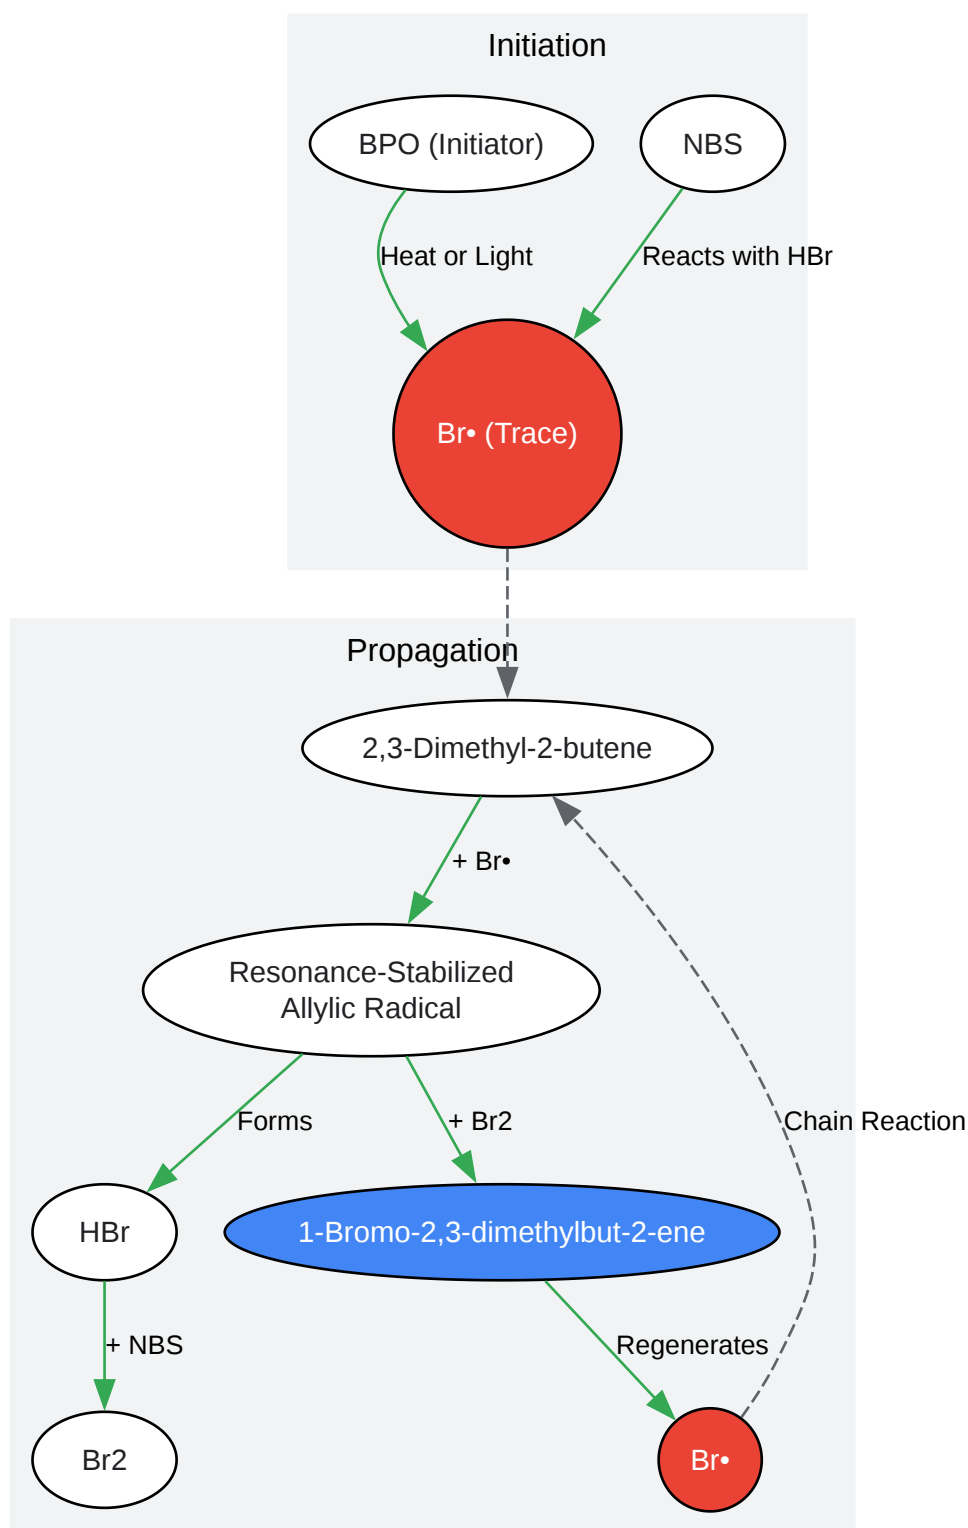 Initiation
BPO (Initiator)
NBS
Heat or Light
Reacts with HBr
Br• (Trace)
Propagation
2,3-Dimethyl-2-butene
+ Br•
Resonance-Stabilized
Allylic Radical
Forms
+ Br2
Chain Reaction
HBr
1-Bromo-2,3-dimethylbut-2-ene
+ NBS
Regenerates
Br2
Br•